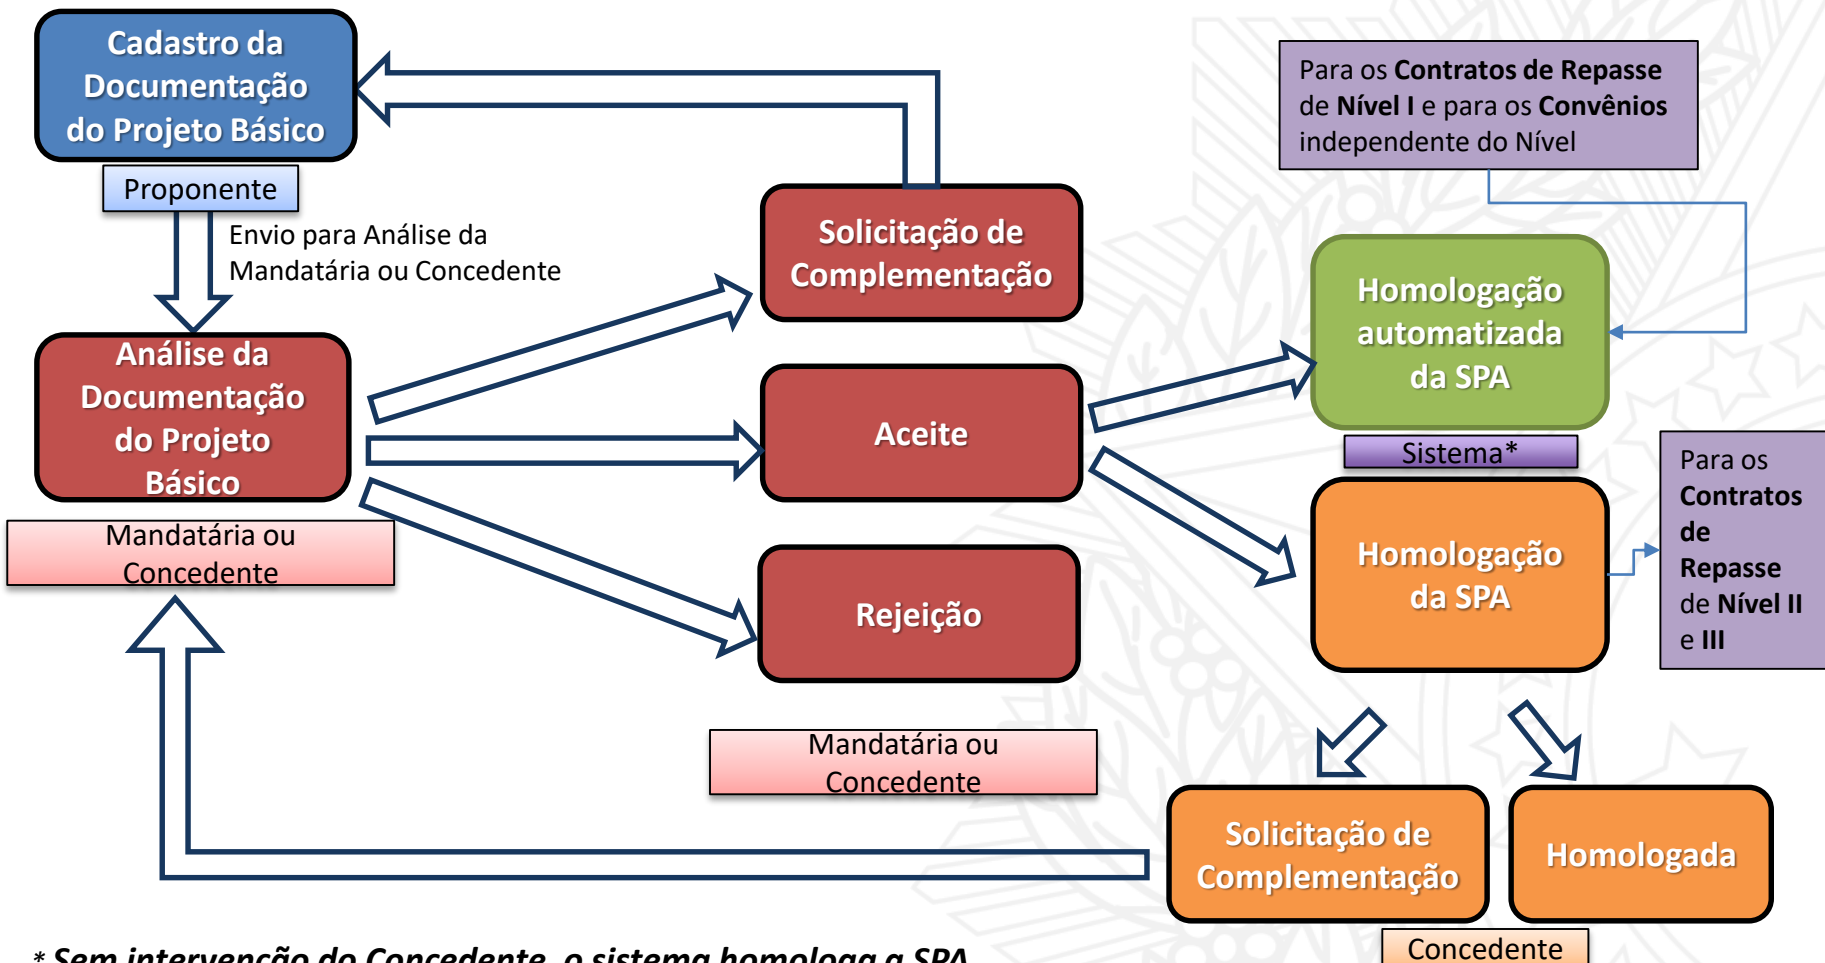 Cadastro da
Documentação
do Projeto Básico
Proponente
Envio para Análise da
Mandatária ou Concedente
Análise da
Documentação
do Projeto
Básico
Mandatária ou
Concedente
Solicitação de
Complementação
Aceite
Rejeição
Mandatária ou
Concedente
Para os Contratos de Repasse
de Nível I e para os Convênios
independente do Nível
Homologação
automatizada
da SPA
Sistema*
Homologação
da SPA
Para os
Contratos
de
Repasse
de Nível II
e III
Solicitação de
Complementação
Homologada
Concedente
* Sem intervenção do Concedente, o sistema homologa a SPA